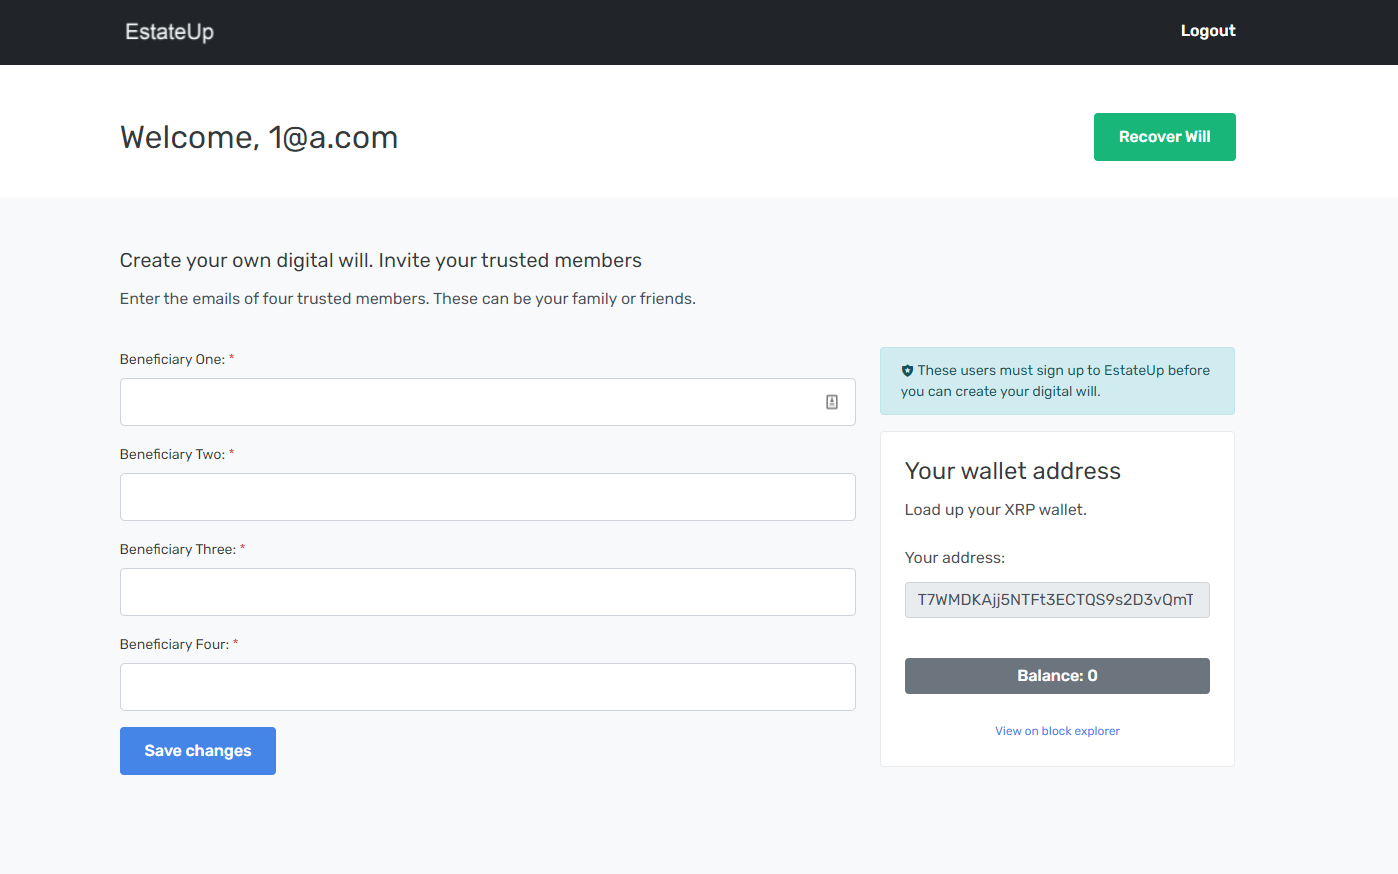 EstateUp
Logout
Welcome, 1@a.com
Recover Will
Create your own digital will. Invite your trusted members
Enter the emails of four trusted members. These can be your family or friends.
Beneficiary One: *
Beneficiary Two: *
Beneficiary Three: *
Beneficiary Four: *
Save changes
These users must sign up to EstateUp before
you can create your digital will.
Your wallet address
Load up your XRP wallet.
Your address:
T7WMDKAjj5NTFt3ECTQS9s2D3vQmT
Balance: 0
View on block explorer